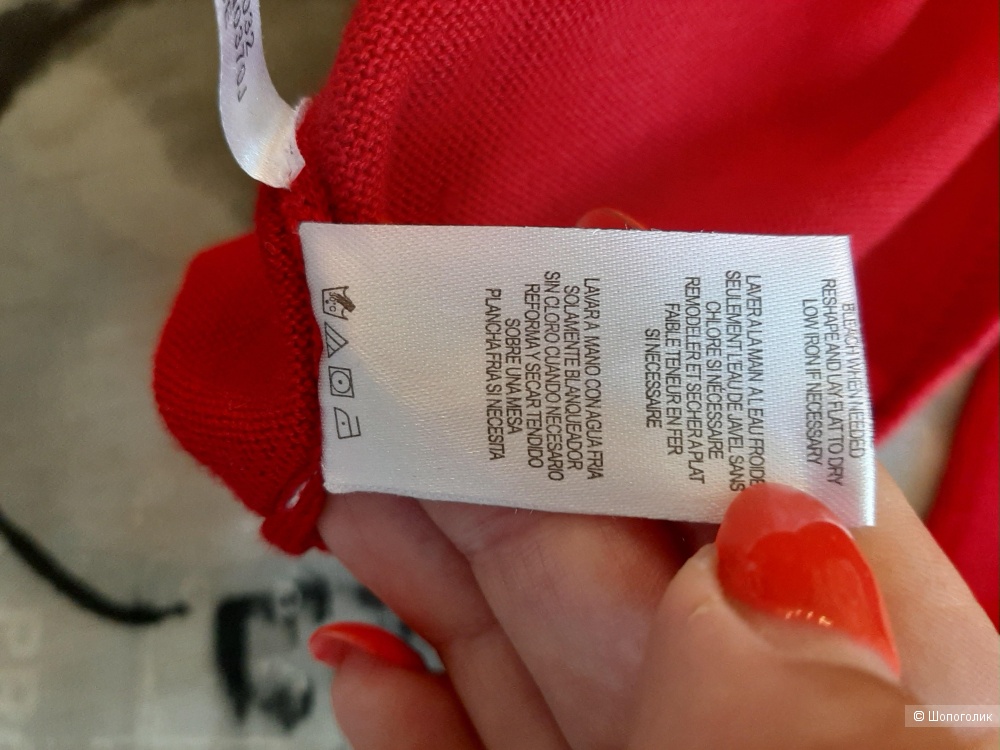 BLEACH WHEN NEEDED
RESHAPE AND LAY FLAT TO DRY
LOW IRON IF NECESSARY
LAVER A LA MAIN AL EAU FROIDE
SEULEMENT L'EAU DE JAVEL SANS
CHLORE SI NÉCESSAIRE
REMODELER ET SECHER A PLAT
FAIBLE TENEUR EN FER
SI NECESSAIRE
LAVAR A MANO CON AGUA FRIA
SOLAMENTE BLANQUEADOR
SIN CLORO CUANDO NECESARIO
REFORMA Y SECAR TENDIDO
SOBRE UNA MESA
PLANCHA FRIA SI NECESITA
© Шопоголик